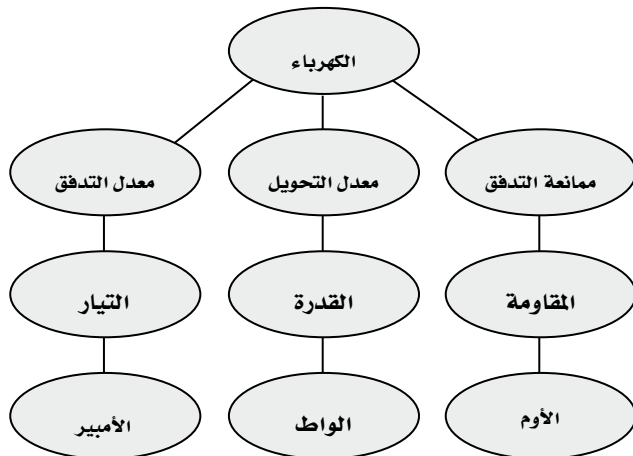 الكهرباء
ممانعة التدفق
معدل التحويل
معدل التدفق
المقاومة
القدرة
التيار
الأوم
الواط
الأمبير